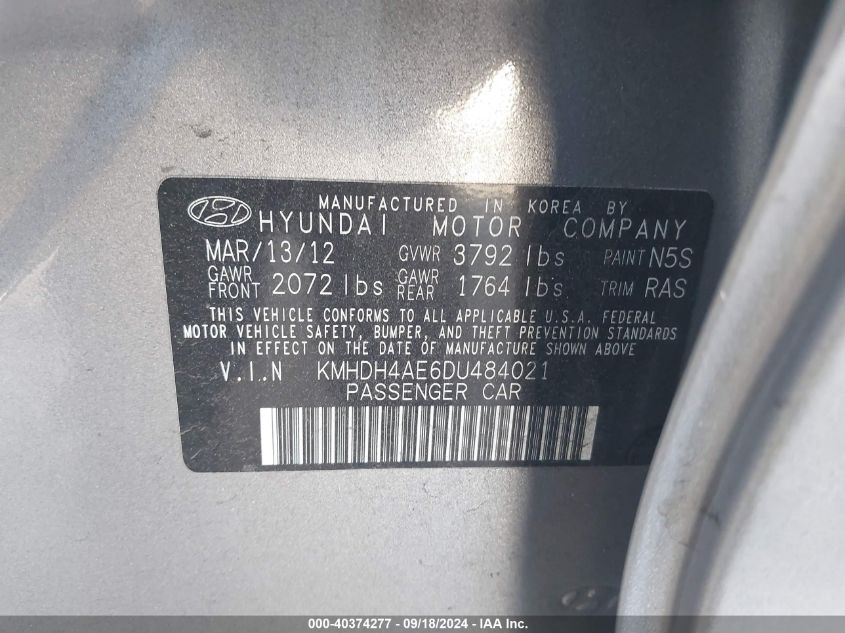 MANUFACTURED IN KOREA BY
HYUNDAI MOTOR COMPANY
MAR/13/12 GVWR 3792 lbs PAINT N5S
GAWR FRONT 2072 lbs GAWR REAR 1764 lbs TRIM RAS
THIS VEHICLE CONFORMS TO ALL APPLICABLE U.S.A. FEDERAL
MOTOR VEHICLE SAFETY, BUMPER, AND THEFT PREVENTION STANDARDS
IN EFFECT ON THE DATE OF MANUFACTURE SHOWN ABOVE
V.I..N KMHDH4AE6DU484021
PASSENGER CAR
000-40374277 - 09/18/2024 - IAA Inc.